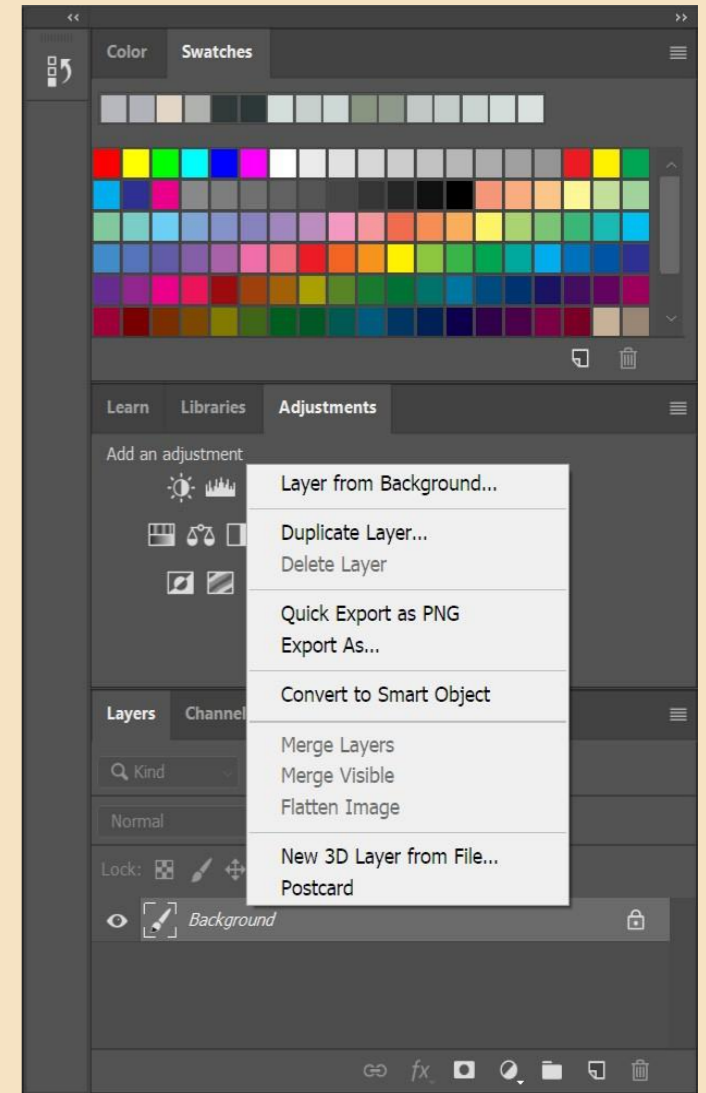 Color Swatches
Learn Libraries Adjustments
Add an adjustment
Layer from Background...
Duplicate Layer...
Delete Layer
Quick Export as PNG
Export As...
Convert to Smart Object
Layers Channel
Merge Layers
Kind
Merge Visible
Flatten Image
Normal
New 3D Layer from File...
Lock:
Postcard
Background
fx